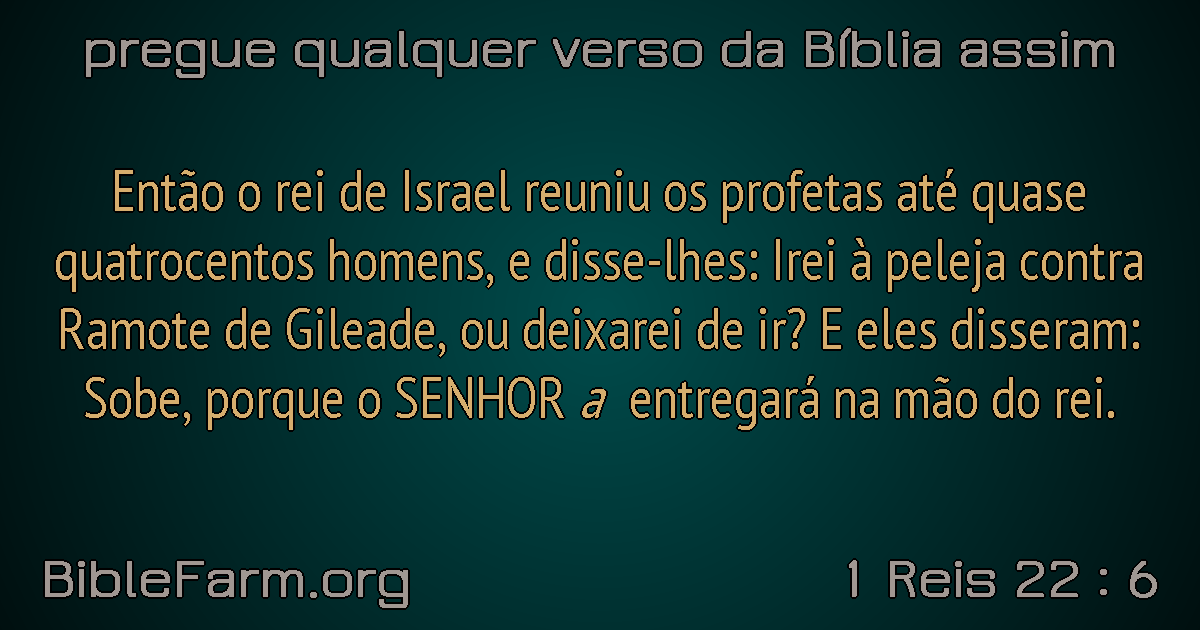 pregue qualquer verso da Bíblia assim
Então o rei de Israel reuniu os profetas até quase
quatrocentos homens, e disse-lhes: Irei à peleja contra
Ramote de Gileade, ou deixarei de ir? E eles disseram:
Sobe, porque o SENHOR a entregará na mão do rei.
BibleFarm.org
1 Reis 22 : 6